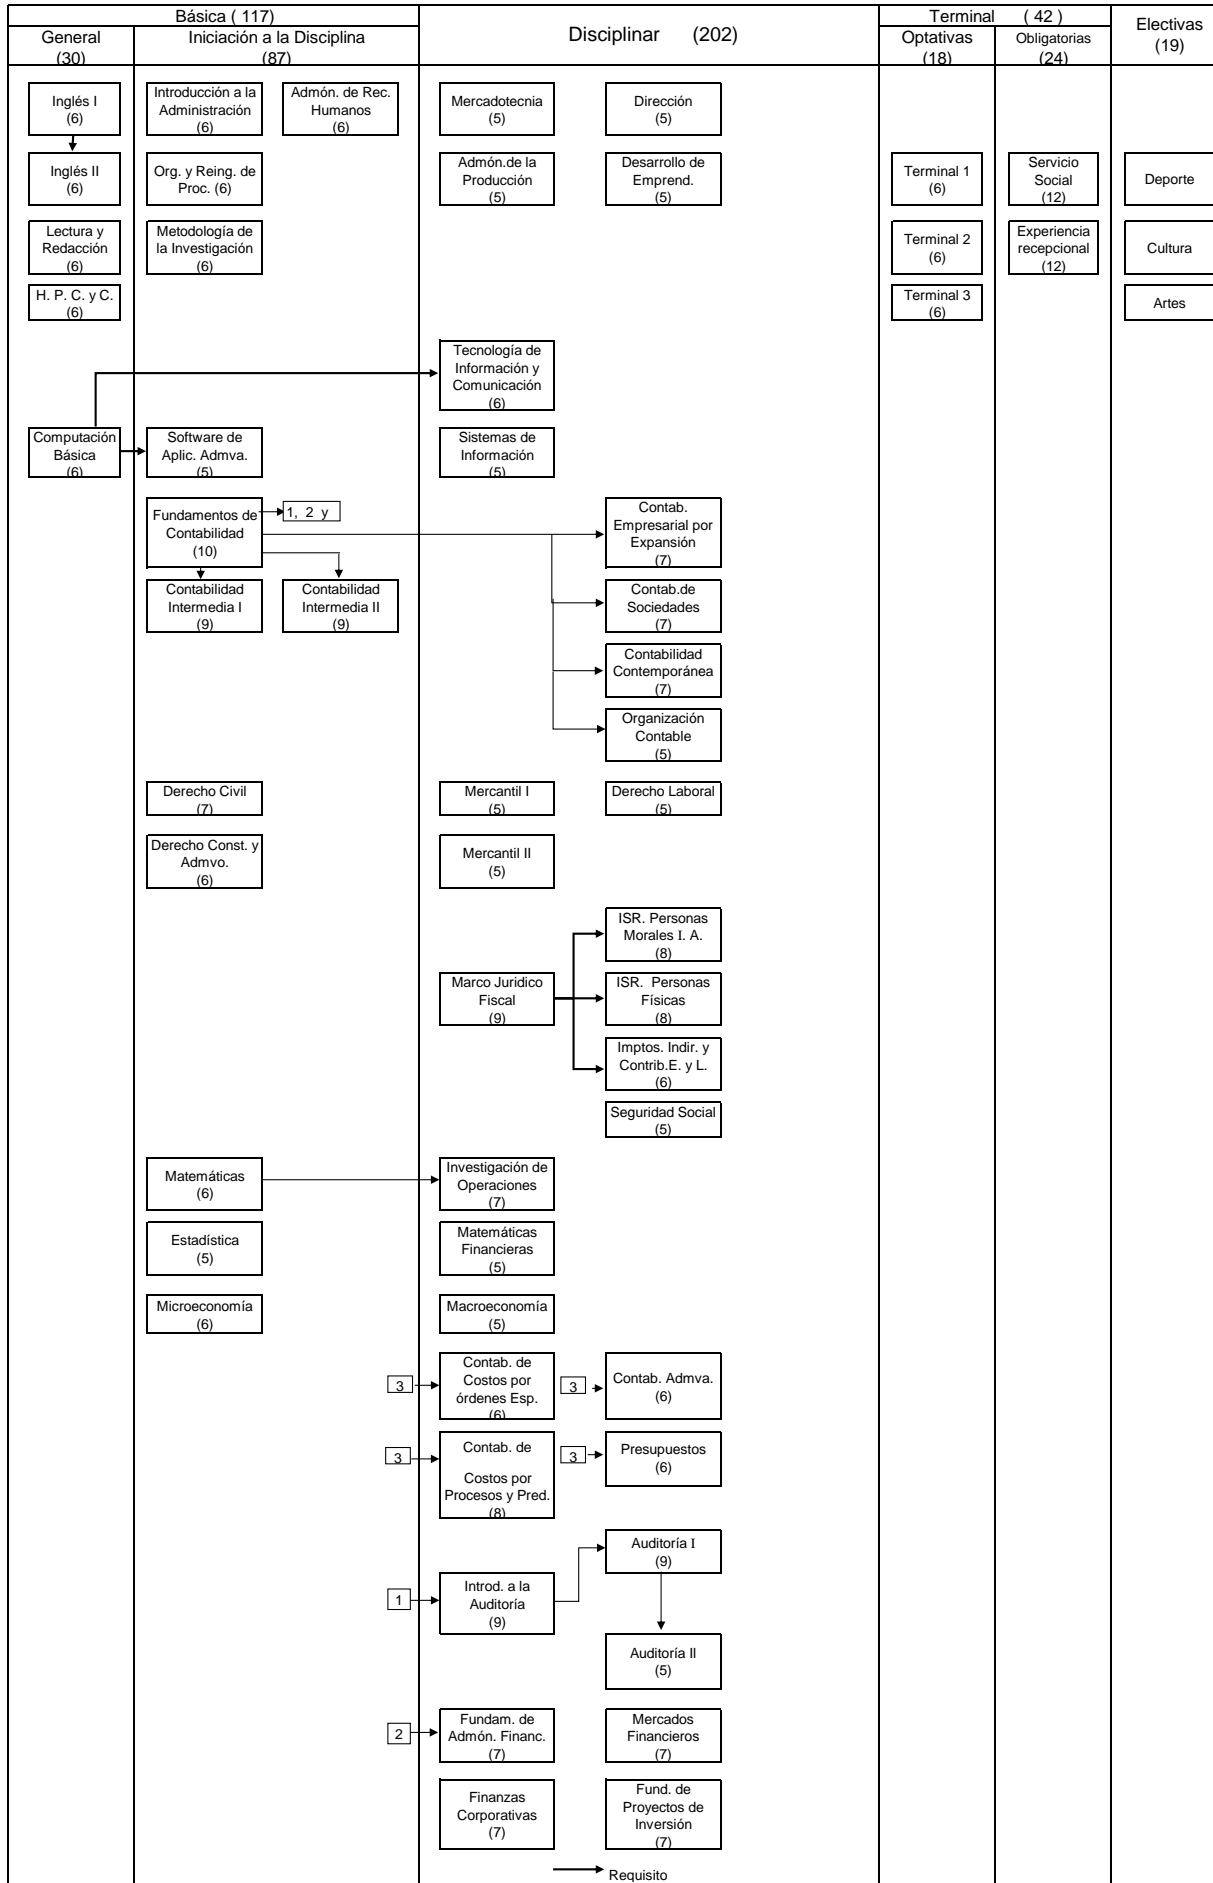 Básica ( 117)
General
(30)
Iniciación a la Disciplina
(87)
Disciplinar (202)
Terminal ( 42 )
Optativas
(18)
Obligatorias
(24)
Electivas
(19)
Inglés I
(6)
Introducción a la
Administración
(6)
Admón. de Rec.
Humanos
(6)
Mercadotecnia
(5)
Dirección
(5)
Inglés II
(6)
Org. y Reing. de
Proc. (6)
Admón.de la
Producción
(5)
Desarrollo de
Emprend.
(5)
Terminal 1
(6)
Servicio
Social
(12)
Deporte
Lectura y
Redacción
(6)
Metodología de
la Investigación
(6)
Terminal 2
(6)
Experiencia
recepcional
(12)
Cultura
H. P. C. y C.
(6)
Terminal 3
(6)
Artes
Tecnología de
Información y
Comunicación
(6)
Computación
Básica
(6)
Software de
Aplic. Admva.
(5)
Sistemas de
Información
(5)
Fundamentos de
Contabilidad
(10)
1, 2 y
Contab.
Empresarial por
Expansión
(7)
Contabilidad
Intermedia I
(9)
Contabilidad
Intermedia II
(9)
Contab.de
Sociedades
(7)
Contabilidad
Contemporánea
(7)
Organización
Contable
(5)
Derecho Civil
(7)
Mercantil I
(5)
Derecho Laboral
(5)
Derecho Const. y
Admvo.
(6)
Mercantil II
(5)
ISR. Personas
Morales I. A.
(8)
Marco Juridico
Fiscal
(9)
ISR. Personas
Físicas
(8)
Imptos. Indir. y
Contrib.E. y L.
(6)
Seguridad Social
(5)
Matemáticas
(6)
Investigación de
Operaciones
(7)
Estadística
(5)
Matemáticas
Financieras
(5)
Microeconomía
(6)
Macroeconomía
(5)
3
Contab. de
Costos por
órdenes Esp.
(6)
3
Contab. Admva.
(6)
3
Contab. de
Costos por
Procesos y Pred.
(8)
3
Presupuestos
(6)
Auditoría I
(9)
1
Introd. a la
Auditoría
(9)
Auditoría II
(5)
2
Fundam. de
Admón. Financ.
(7)
Mercados
Financieros
(7)
Finanzas
Corporativas
(7)
Fund. de
Proyectos de
Inversión
(7)
Requisito